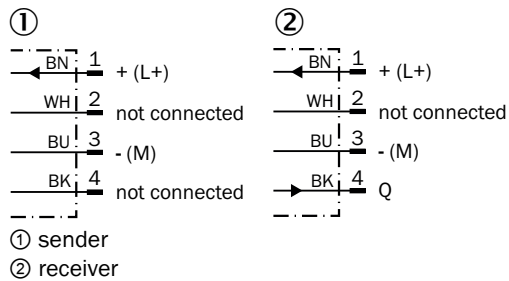 ① ②
BN 1 + (L+)
WH 2 not connected
BU 3 - (M)
BK 4 not connected
BN 1 + (L+)
WH 2 not connected
BU 3 - (M)
BK 4 Q
① sender
② receiver